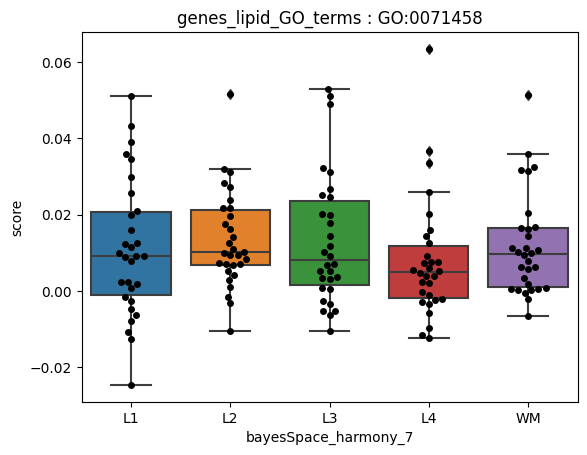 genes_lipid_GO_terms : GO:0071458
score
0.06
0.04
0.02
0.00
−0.02
L1 L2 L3 L4 WM
bayesSpace_harmony_7